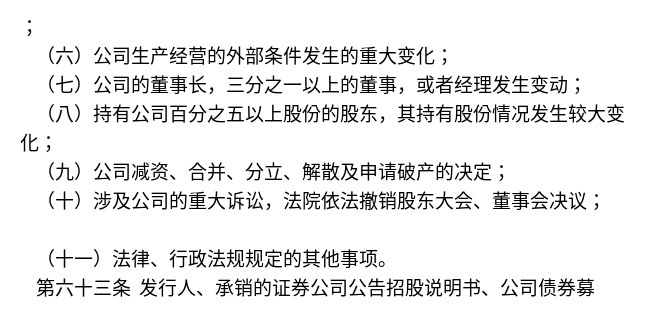 ；
（六）公司生产经营的外部条件发生的重大变化；
（七）公司的董事长，三分之一以上的董事，或者经理发生变动；
（八）持有公司百分之五以上股份的股东，其持有股份情况发生较大变
化；
（九）公司减资、合并、分立、解散及申请破产的决定；
（十）涉及公司的重大诉讼，法院依法撤销股东大会、董事会决议；
（十一）法律、行政法规规定的其他事项。
第六十三条 发行人、承销的证券公司公告招股说明书、公司债券募